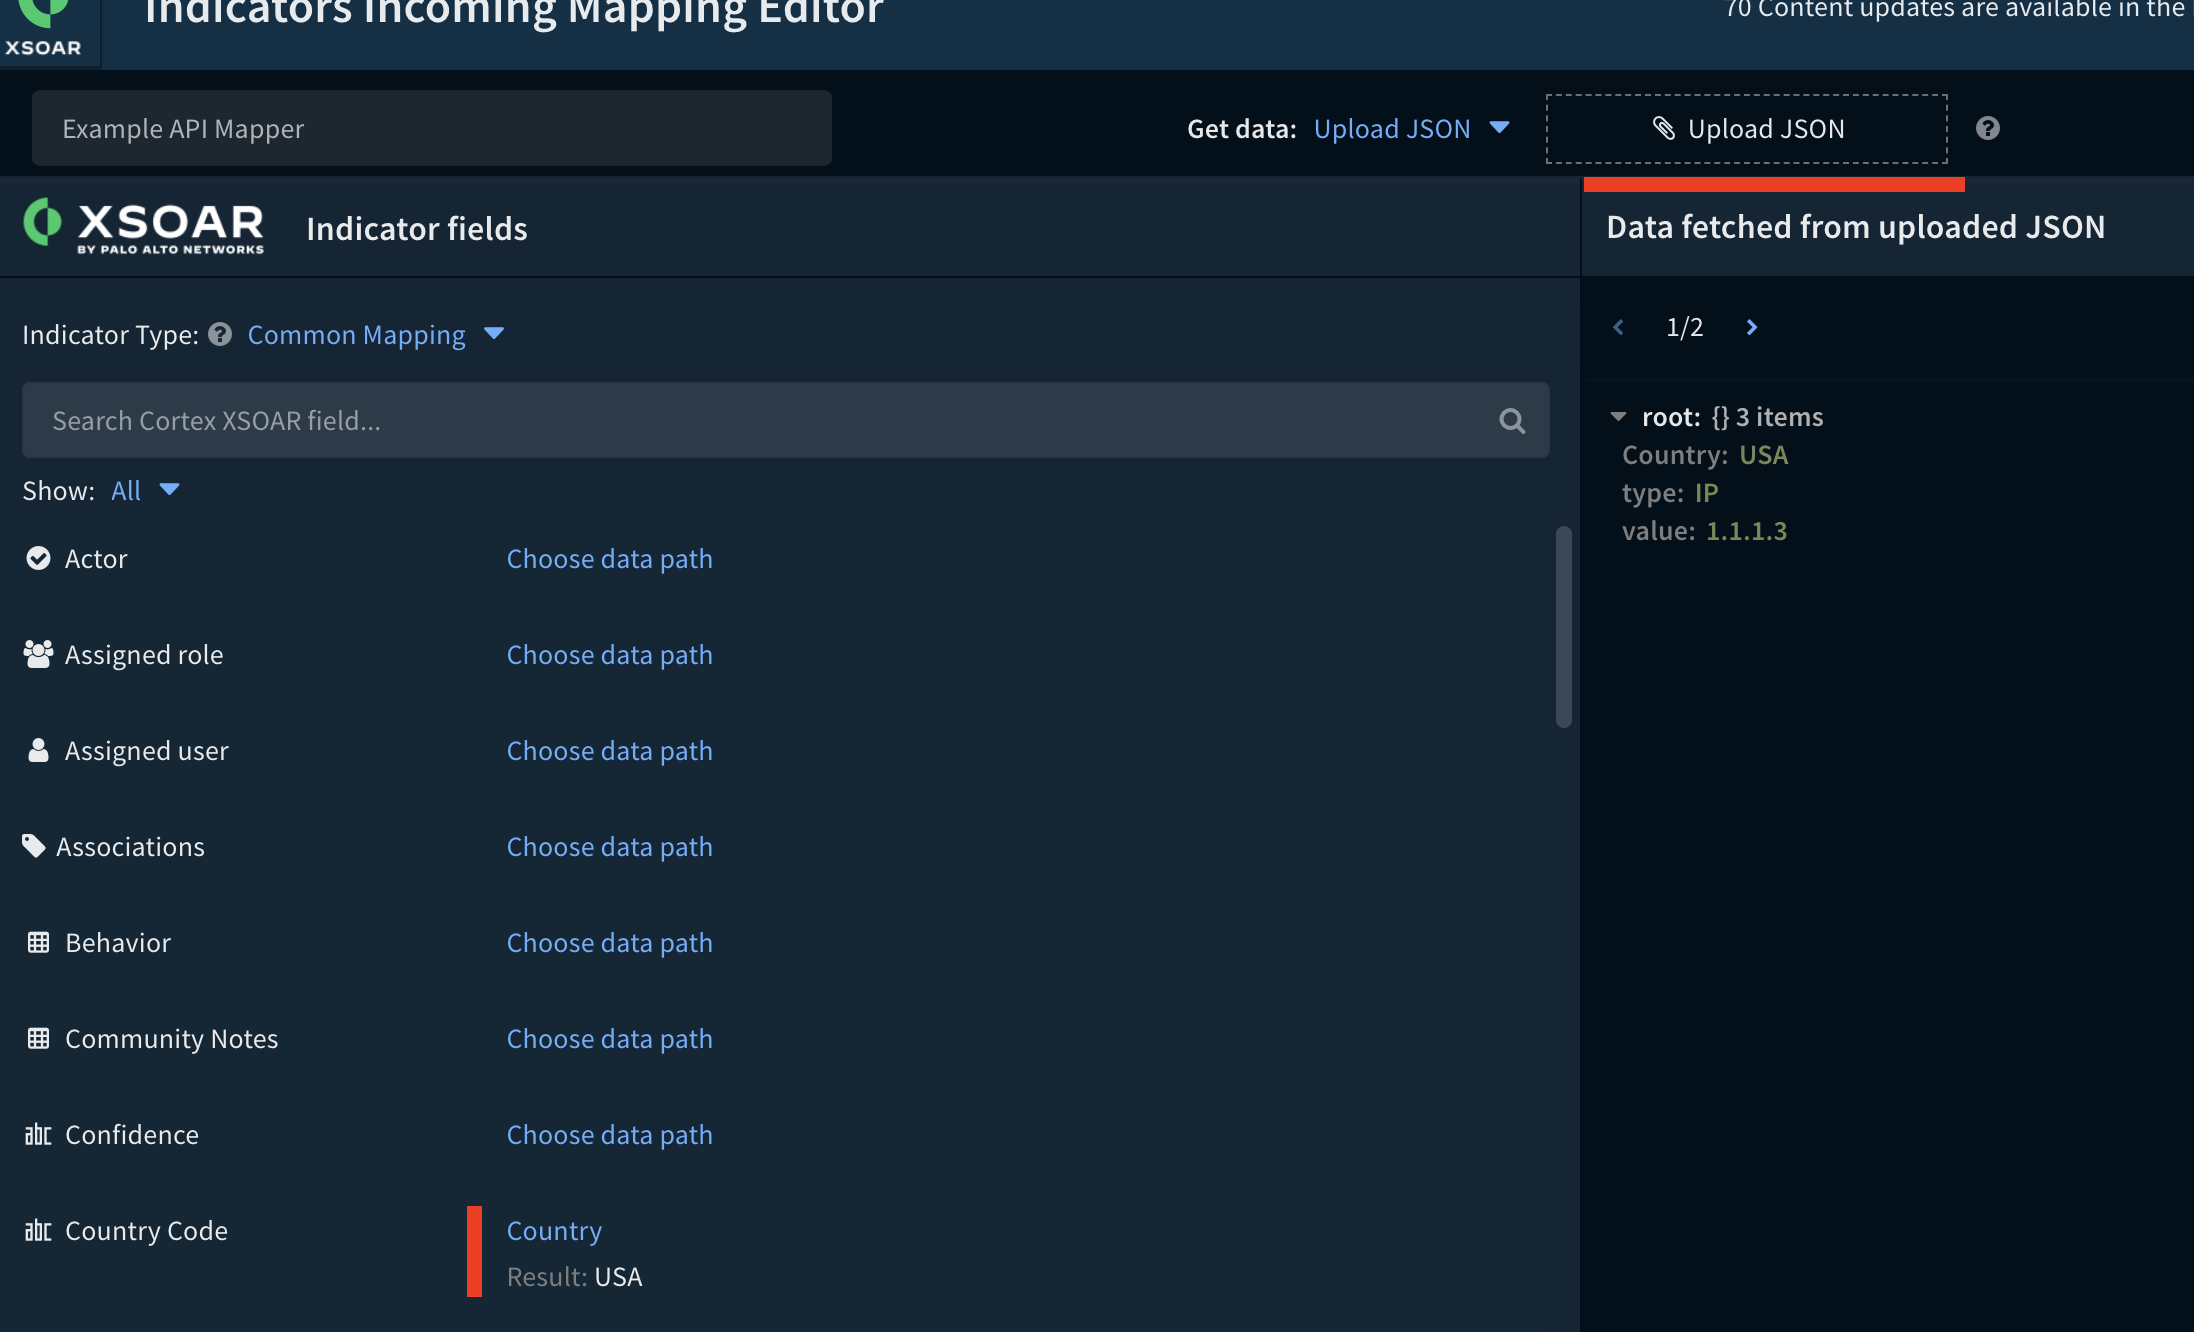 Indicators Incoming Mapping Editor
70 Content updates are available in the
XSOAR
Example API Mapper
Get data: Upload JSON
Upload JSON
XSOAR
BY PALO ALTO NETWORKS
Indicator fields
Data fetched from uploaded JSON
Indicator Type: Common Mapping
1/2
Search Cortex XSOAR field...
root: {} 3 items
Country: USA
type: IP
value: 1.1.1.3
Show: All
Actor Choose data path
Assigned role Choose data path
Assigned user Choose data path
Associations Choose data path
Behavior Choose data path
Community Notes Choose data path
abc Confidence Choose data path
abc Country Code Country
Result: USA